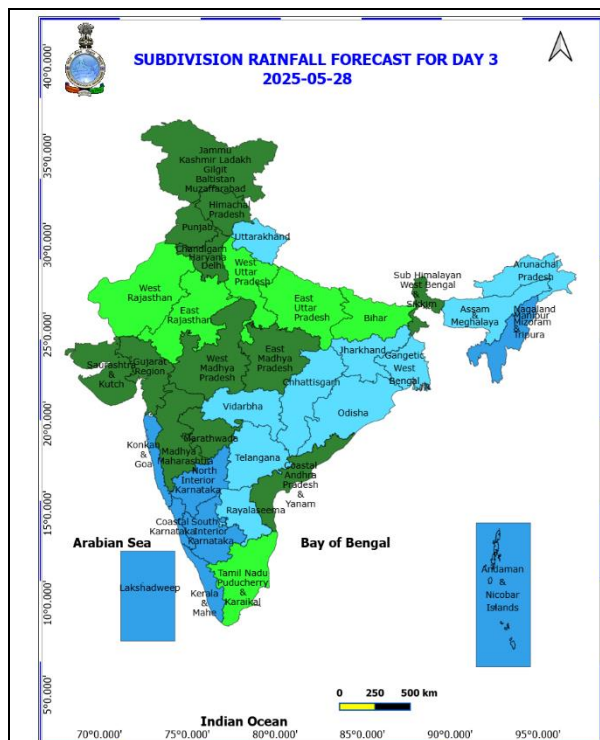 SUBDIVISION RAINFALL FORECAST FOR DAY 3
2025-05-28
40°0.000'
35°0.000'
30°0.000'
25°0.000'
20°0.000'
15°0.000'
10°0.000'
5°0.000'
Jammu
Kashmir Ladakh
Gilgit
Baltistan
Muzaffarabad
Himachal
Pradesh
Punjab
Uttarakhand
Chandigarh
Haryana
Delhi
West
Uttar
Pradesh
Arunachal
Pradesh
Sub Himalayan
West Bengal
&
Sikkim
West
Rajasthan
East
Rajasthan
East
Uttar
Pradesh
Bihar
Assam
&
Meghalaya
Nagaland
Manipur
Mizoram
Tripura
Saurashtra
&
Kutch
Gujarat
Region
West
Madhya
Pradesh
East
Madhya
Pradesh
Jharkhand
Gangetic
West
Bengal
Chhattisgarh
Vidarbha
Odisha
Konkan
&
Goa
Madhya
Maharashtra
Marathwada
Telangana
North
Interior
Karnataka
Coastal
Andhra
Pradesh
&
Yanam
Rayalaseema
Coastal
Karnataka
South
Interior
Karnataka
Arabian Sea
Bay of Bengal
Tamil Nadu
Puducherry
&
Karaikal
Lakshadweep
Kerala
&
Mahe
Andaman
&
Nicobar
Islands
0 250 500 km
Indian Ocean
70°0.000' 75°0.000' 80°0.000' 85°0.000' 90°0.000' 95°0.000'